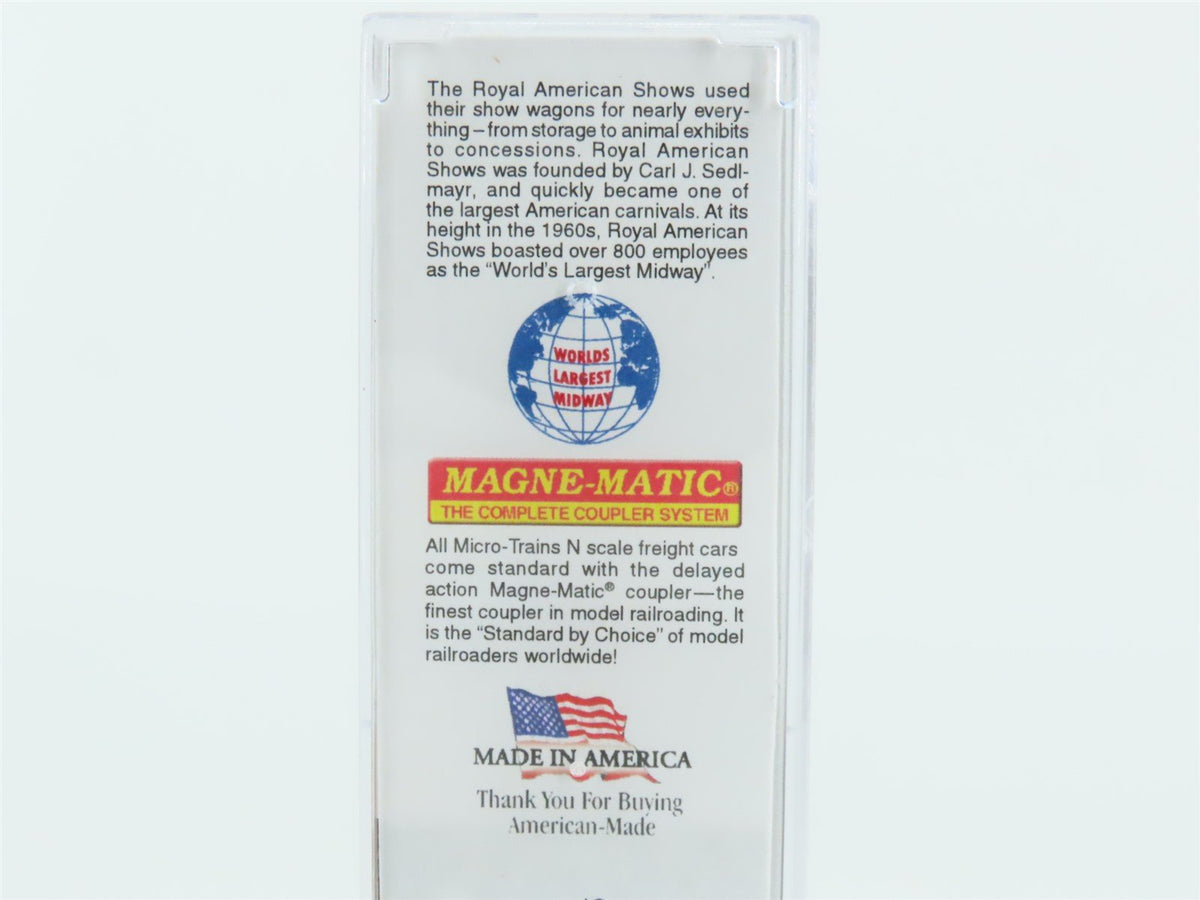 The Royal American Shows used
their show wagons for nearly every-
thing – from storage to animal exhibits
to concessions. Royal American
Shows was founded by Carl J. Sedl-
mayr, and quickly became one of
the largest American carnivals. At its
height in the 1960s, Royal American
Shows boasted over 800 employees
as the “World's Largest Midway”.
WORLDS
LARGEST
MIDWAY
MAGNE-MATIC®
THE COMPLETE COUPLER SYSTEM
All Micro-Trains N scale freight cars
come standard with the delayed
action Magne-Matic® coupler—the
finest coupler in model railroading. It
is the “Standard by Choice” of model
railroaders worldwide!
MADE IN AMERICA
Thank You For Buying
American-Made